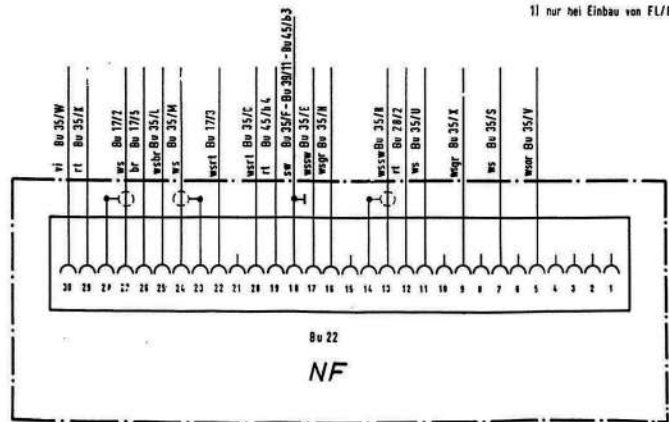 1) nur bei Einbau von FL/
vi Bu 35/W
rt Bu 35/K
ws Bu 17/2
br Bu 17/5
wsbr Bu 35/L
ws Bu 35/M
wsrt Bu 17/3
wsrt Bu 35/C
rt Bu 45/b4
sw Bu 35/F - Bu 39/11 - Bu 45/b3
wssw Bu 35/E
wsgr Bu 35/H
wssw Bu 35/R
rt Bu 28/2
ws Bu 35/U
wsgr Bu 35/X
ws Bu 35/S
wsor Bu 35/V
30 29 28 27 26 25 24 23 22 21 20 19 18 17 16 15 14 13 12 11 10 9 8 7 6 5 4 3 2 1
Bu 22
NF